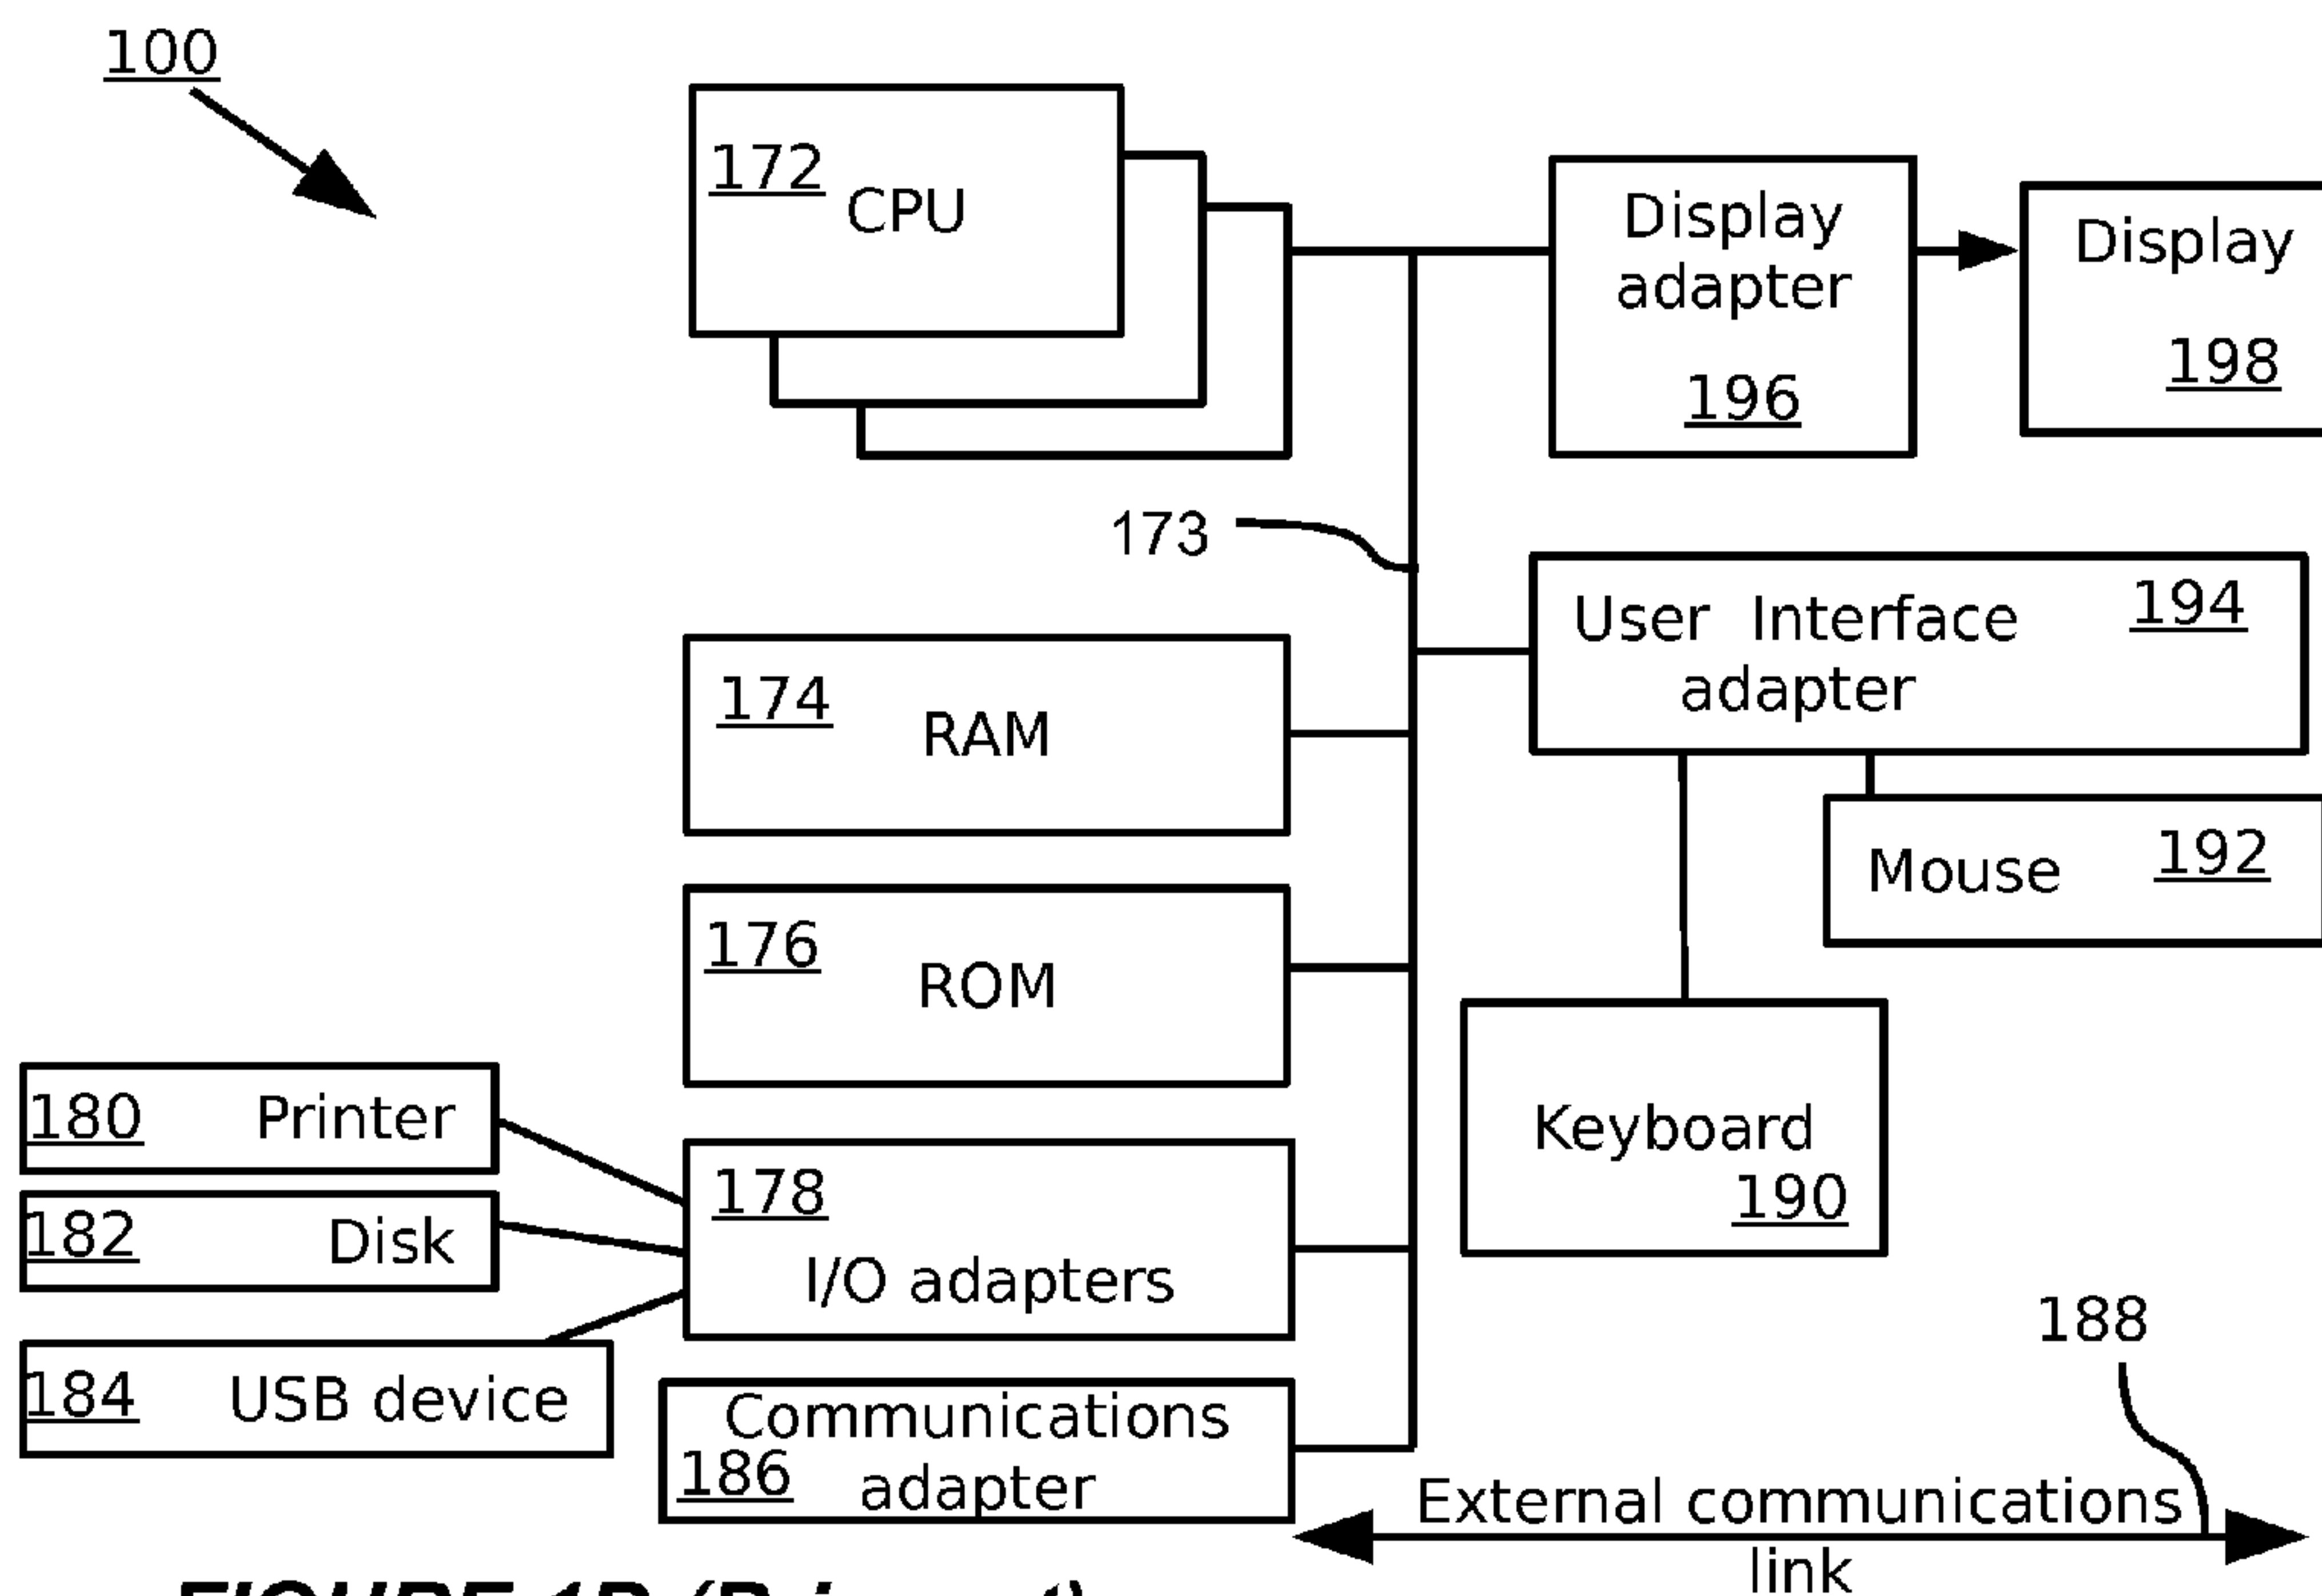 100
172
CPU
Display
adapter
196
Display
198
173
User Interface
adapter
194
174
RAM
Mouse
192
176
ROM
Keyboard
190
180
Printer
182
Disk
178
I/O adapters
184
USB device
Communications
186
adapter
188
External communications
link